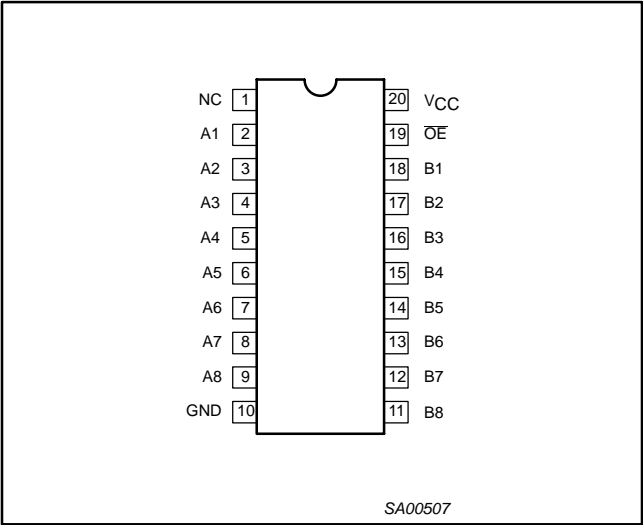 NC 1 20 VCC
A1 2 19 OE
A2 3 18 B1
A3 4 17 B2
A4 5 16 B3
A5 6 15 B4
A6 7 14 B5
A7 8 13 B6
A8 9 12 B7
GND 10 11 B8
SA00507